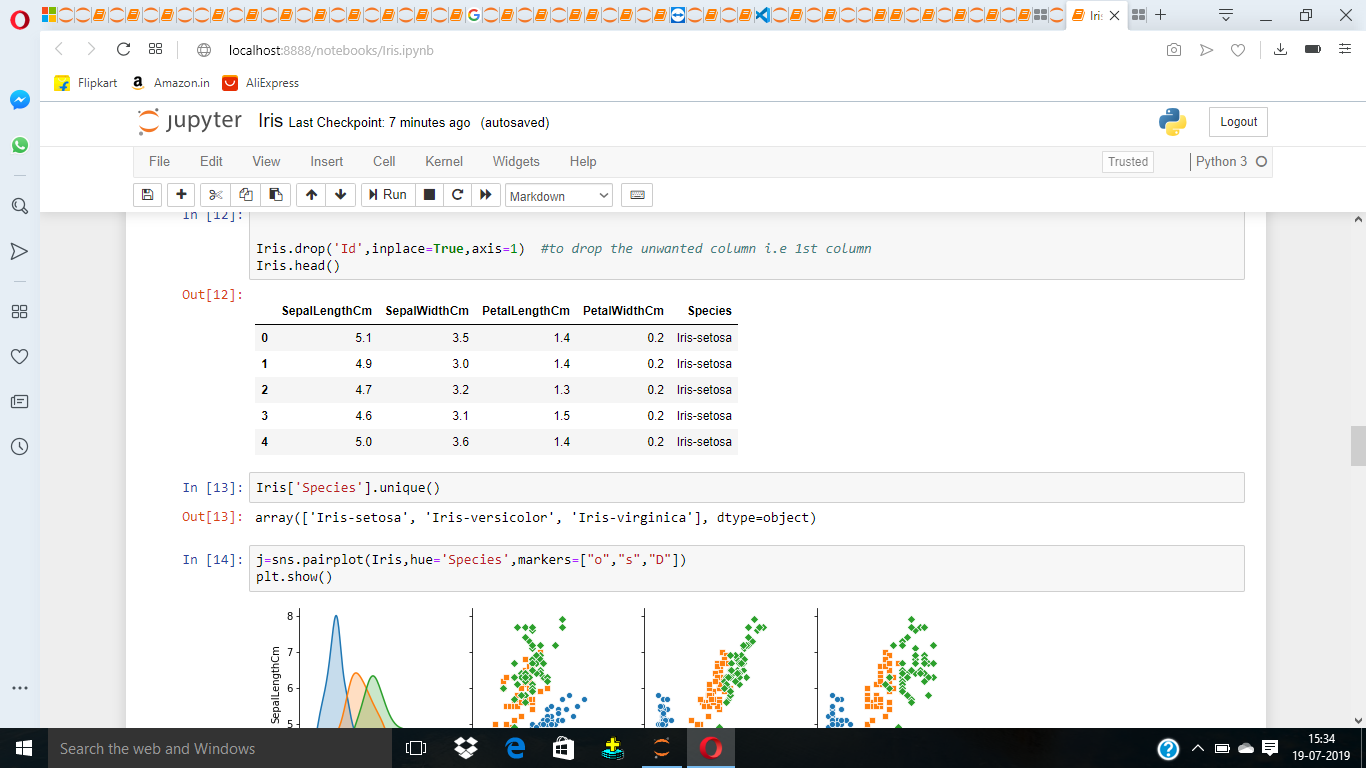 Iris
localhost:8888/notebooks/Iris.ipynb
Flipkart Amazon.in AliExpress
jupyter Iris Last Checkpoint: 7 minutes ago (autosaved) Logout
File Edit View Insert Cell Kernel Widgets Help Trusted Python 3
Run Markdown
In [12]:
Iris.drop('Id',inplace=True,axis=1) #to drop the unwanted column i.e 1st column
Iris.head()
Out[12]:
SepalLengthCm SepalWidthCm PetalLengthCm PetalWidthCm Species
0 5.1 3.5 1.4 0.2 Iris-setosa
1 4.9 3.0 1.4 0.2 Iris-setosa
2 4.7 3.2 1.3 0.2 Iris-setosa
3 4.6 3.1 1.5 0.2 Iris-setosa
4 5.0 3.6 1.4 0.2 Iris-setosa
In [13]: Iris['Species'].unique()
Out[13]: array(['Iris-setosa', 'Iris-versicolor', 'Iris-virginica'], dtype=object)
In [14]: j=sns.pairplot(Iris,hue='Species',markers=["o","s","D"])
plt.show()
8
7
6
5
SepalLengthCm
Search the web and Windows
15:34
19-07-2019